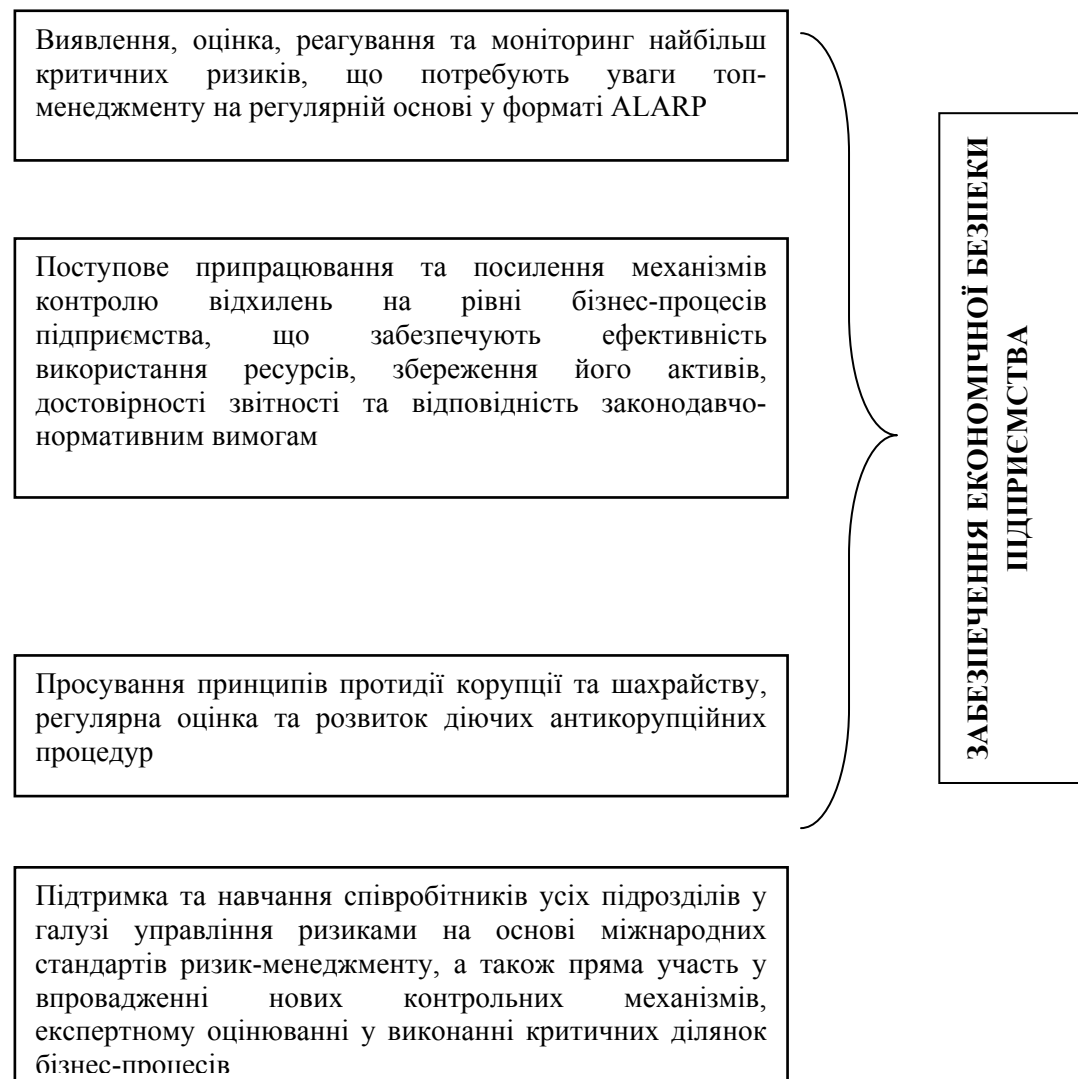 Виявлення, оцінка, реагування та моніторинг найбільш
критичних ризиків, що потребують уваги топ-
менеджменту на регулярній основі у форматі ALARP
Поступове припрацювання та посилення механізмів
контролю відхилень на рівні бізнес-процесів
підприємства, що забезпечують ефективність
використання ресурсів, збереження його активів,
достовірності звітності та відповідність законодавчо-
нормативним вимогам
Просування принципів протидії корупції та шахрайству,
регулярна оцінка та розвиток діючих антикорупційних
процедур
Підтримка та навчання співробітників усіх підрозділів у
галузі управління ризиками на основі міжнародних
стандартів ризик-менеджменту, а також пряма участь у
впровадженні нових контрольних механізмів,
експертному оцінюванні у виконанні критичних ділянок
бізнес-процесів
ЗАБЕЗПЕЧЕННЯ ЕКОНОМІЧНОЇ БЕЗПЕКИ
ПІДПРИЄМСТВА